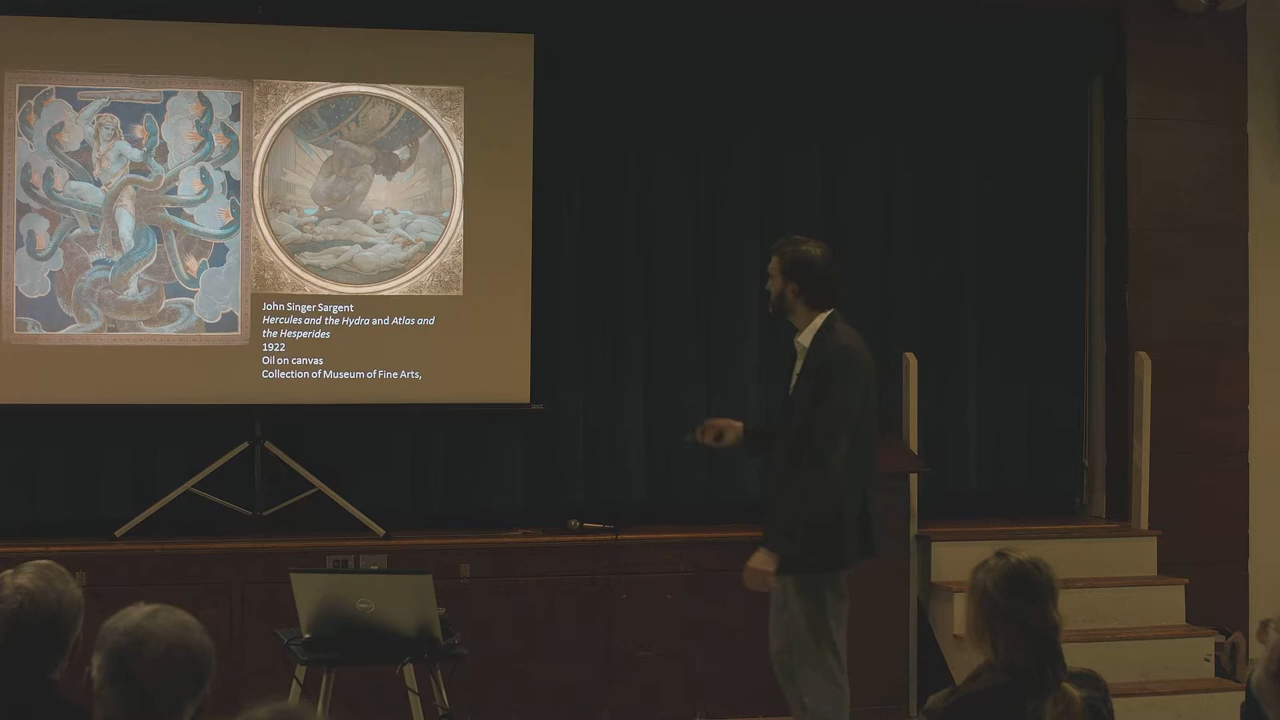 John Singer Sargent
Hercules and the Hydra and Atlas and
the Hesperides
1922
Oil on canvas
Collection of Museum of Fine Arts,
DELL